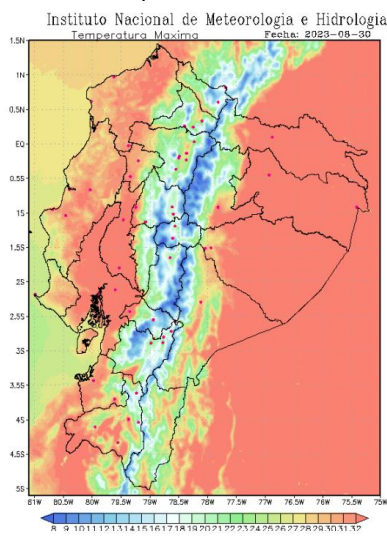 Instituto Nacional de Meteorologia e Hidrologia
Temperatura Maxima Fecha: 2023-08-30
1.5N
1N
0.5N
EQ
0.5S
1S
1.5S
2S
2.5S
3S
3.5S
4S
4.5S
5S
81W 80.5W 80W 79.5W 79W 78.5W 78W 77.5W 77W 76.5W 76W 75.5W 75W
8 9 10 11 12 13 14 15 16 17 18 19 20 21 22 23 24 25 26 27 28 29 30 31 32